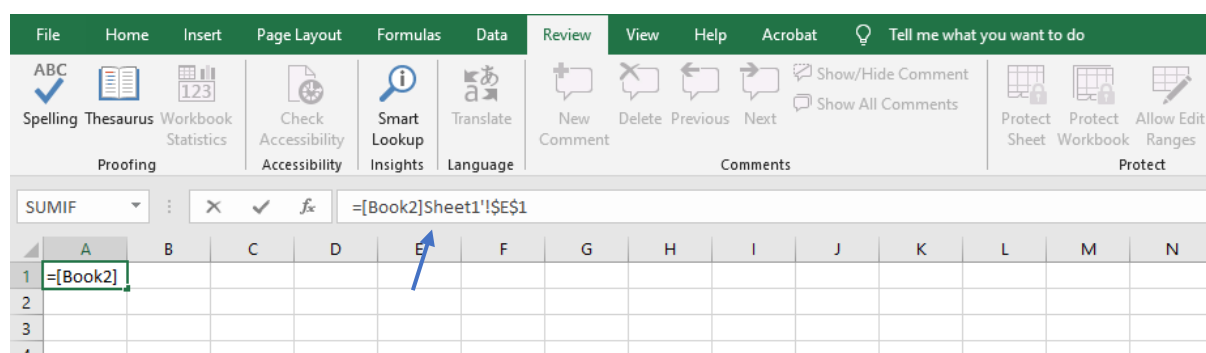 File Home Insert Page Layout Formulas Data Review View Help Acrobat Tell me what you want to do
ABC
Spelling
Thesaurus
123
Workbook
Statistics
Proofing
Check
Accessibility
Accessibility
Smart
Lookup
Insights
あ
a
Translate
Language
New
Comment
Delete
Previous
Next
Show/Hide Comment
Show All Comments
Comments
Protect
Sheet
Protect
Workbook
Allow Edit
Ranges
Protect
SUMIF fx =[Book2]Sheet1'!$E$1
A B C D E F G H I J K L M N
1 =[Book2]
2
3